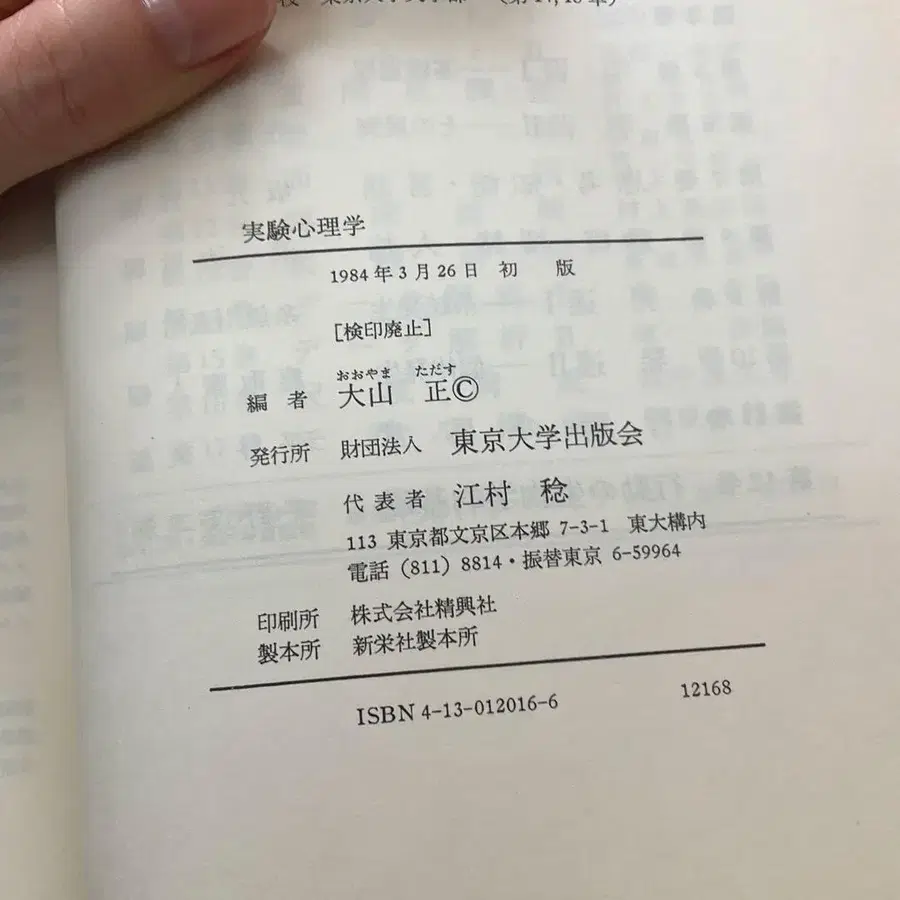 実験心理学
1984年3月26日 初 版
[検印廃止]
おおやま ただす
編者 大山 正©
発行所 財団法人 東京大学出版会
代表者 江村 稔
113 東京都文京区本郷 7-3-1 東大構内
電話 (811) 8814・振替東京 6-59964
印刷所 株式会社精興社
製本所 新栄社製本所
ISBN 4-13-012016-6 12168